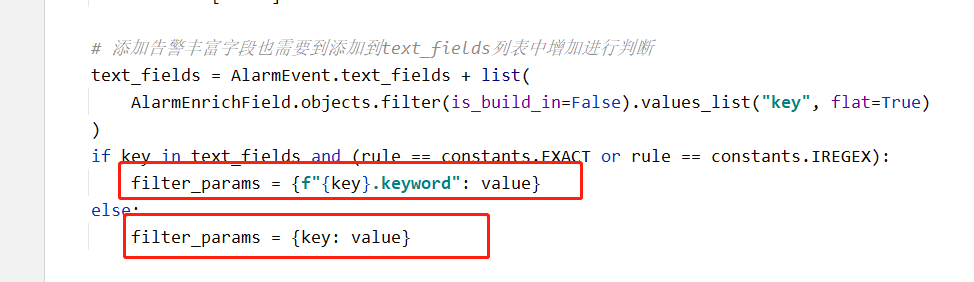 # 添加告警丰富字段也需要到添加到text_fields列表中增加进行判断
text_fields = AlarmEvent.text_fields + list(
AlarmEnrichField.objects.filter(is_build_in=False).values_list("key", flat=True)
)
if key in text_fields and (rule == constants.EXACT or rule == constants.IREGEX):
filter_params = {f"{key}.keyword": value}
else:
filter_params = {key: value}